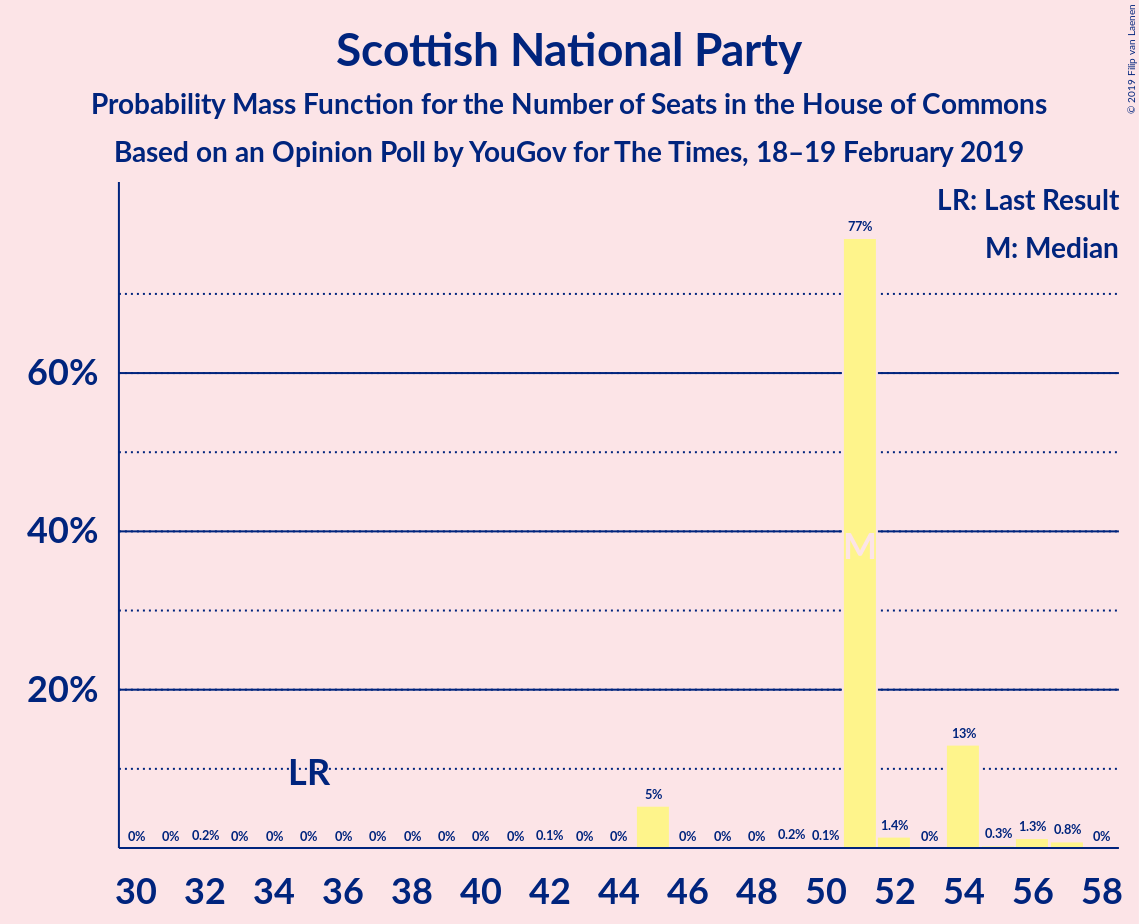 Scottish National Party
Probability Mass Function for the Number of Seats in the House of Commons
Based on an Opinion Poll by YouGov for The Times, 18–19 February 2019
© 2019 Filip van Laenen
LR: Last Result
M: Median
77%
60%
40%
M
20%
13%
LR
5%
0% 0% 0.2% 0% 0% 0% 0% 0% 0% 0% 0% 0% 0.1% 0% 0% 0% 0% 0% 0.2% 0.1% 1.4% 0% 0.3% 1.3% 0.8% 0%
30 32 34 36 38 40 42 44 46 48 50 52 54 56 58